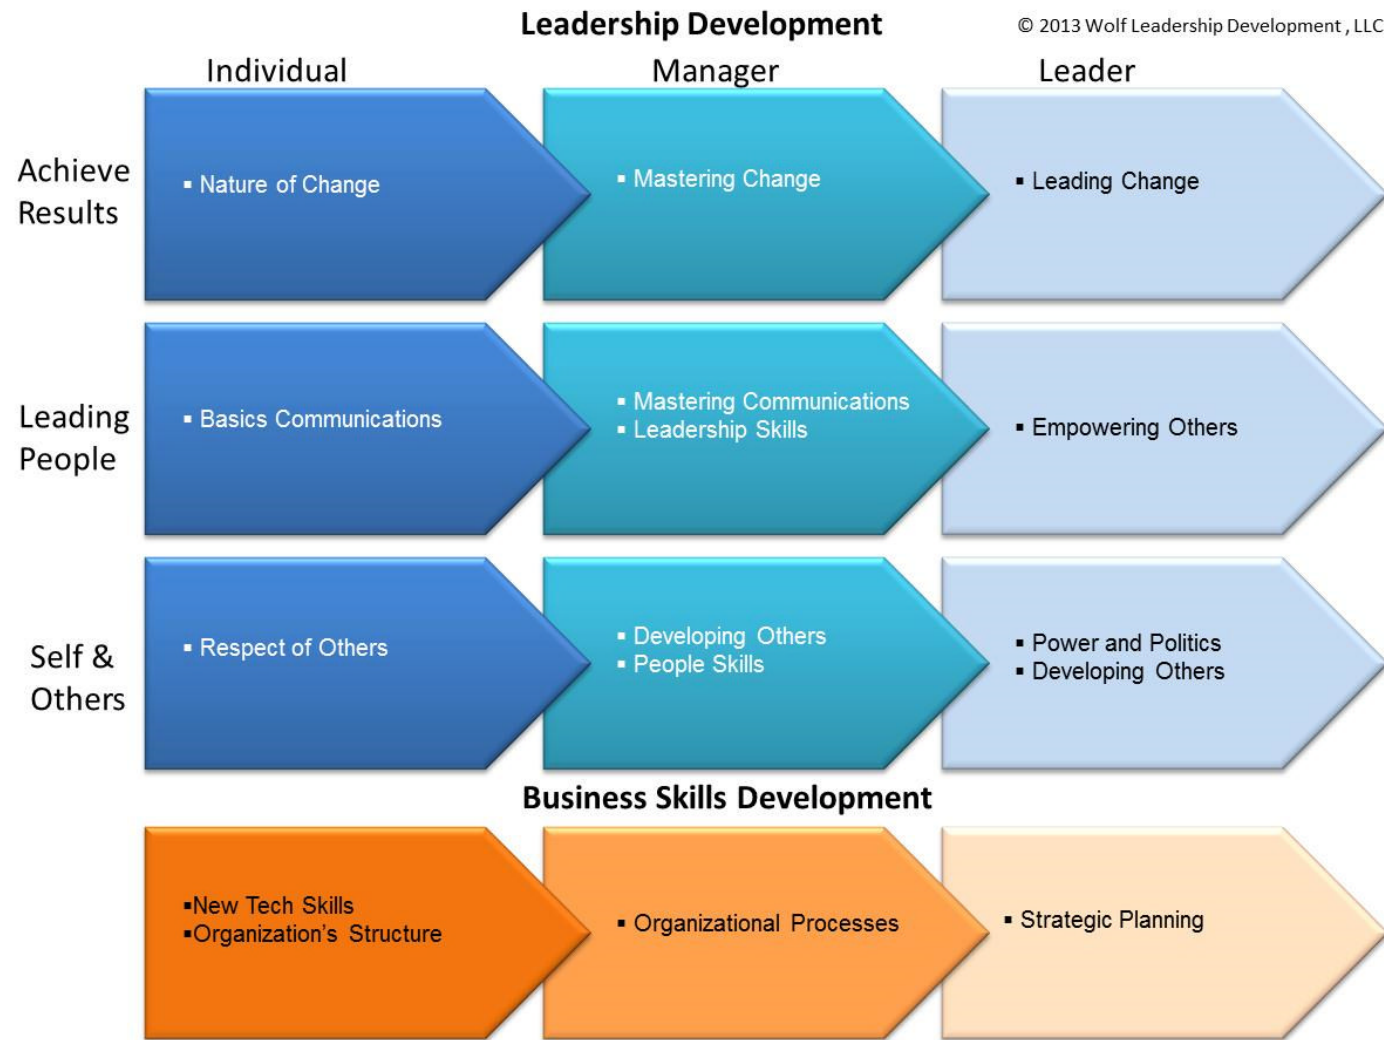 Leadership Development
© 2013 Wolf Leadership Development , LLC
Individual
Manager
Leader
Achieve
Results
▪ Nature of Change
▪ Mastering Change
▪ Leading Change
Leading
People
▪ Basics Communications
▪ Mastering Communications
▪ Leadership Skills
▪ Empowering Others
Self &
Others
▪ Respect of Others
▪ Developing Others
▪ People Skills
▪ Power and Politics
▪ Developing Others
Business Skills Development
▪New Tech Skills
▪Organization’s Structure
▪ Organizational Processes
▪ Strategic Planning